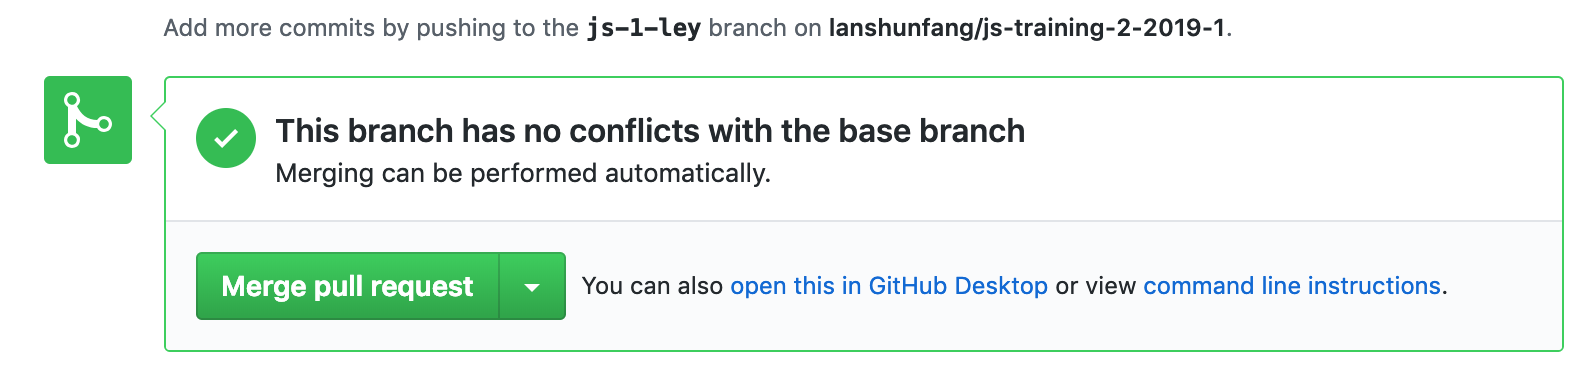 Add more commits by pushing to the js-1-ley branch on lanshunfang/js-training-2-2019-1.
This branch has no conflicts with the base branch
Merging can be performed automatically.
Merge pull request You can also open this in GitHub Desktop or view command line instructions.